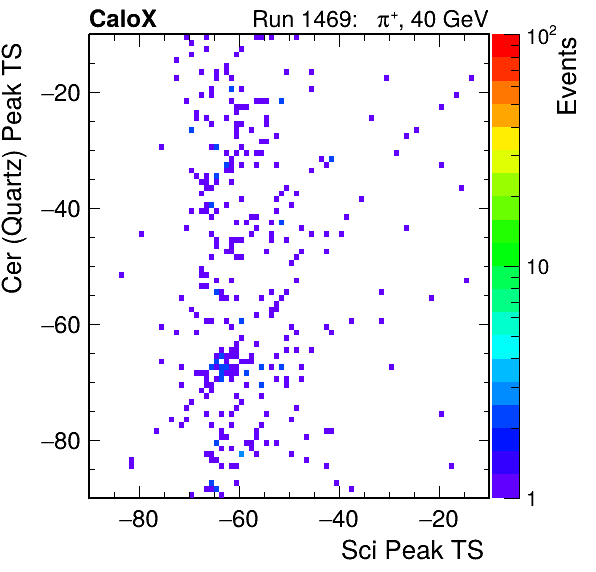 CaloX Run 1469: π⁺, 40 GeV
Cer (Quartz) Peak TS
−20
−40
−60
−80
−80 −60 −40 −20
Sci Peak TS
10²
10
1
Events